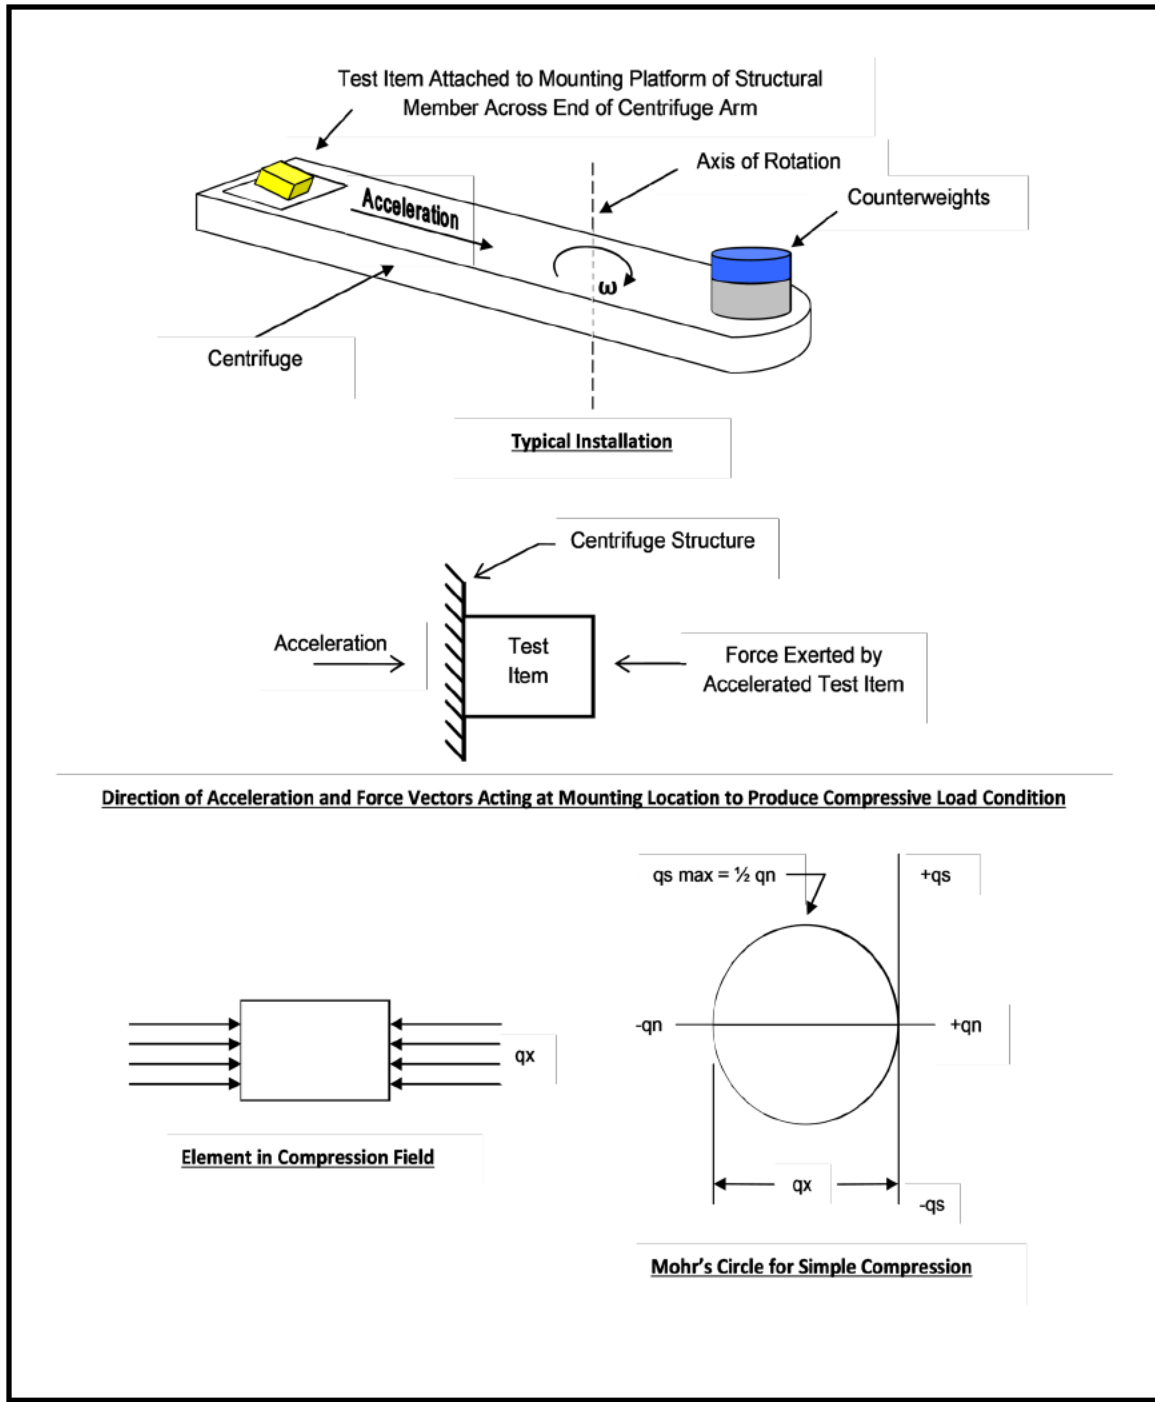 Test Item Attached to Mounting Platform of Structural
Member Across End of Centrifuge Arm
Axis of Rotation
Counterweights
Acceleration
ω
Centrifuge
Typical Installation
Centrifuge Structure
Acceleration
Test
Item
Force Exerted by
Accelerated Test Item
Direction of Acceleration and Force Vectors Acting at Mounting Location to Produce Compressive Load Condition
qs max = ½ qn
+qs
-qn
+qn
qx
Element in Compression Field
qx
-qs
Mohr's Circle for Simple Compression